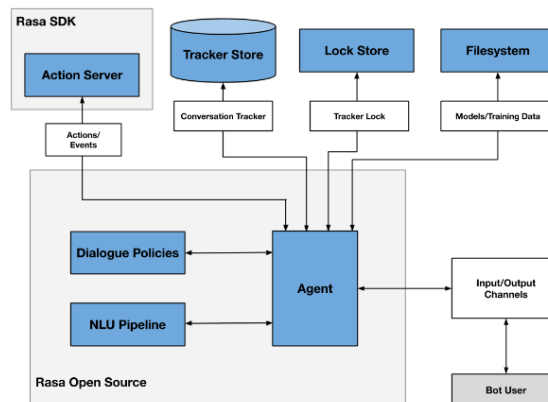 Rasa SDK
Action Server
Tracker Store
Lock Store
Filesystem
Actions/
Events
Conversation Tracker
Tracker Lock
Models/Training Data
Dialogue Policies
Agent
NLU Pipeline
Input/Output
Channels
Rasa Open Source
Bot User